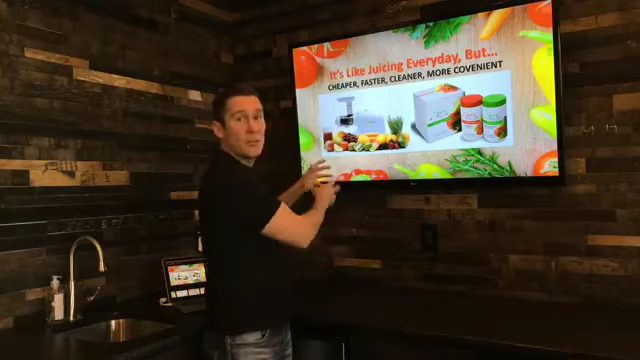 It's Like Juicing Everyday, But...
CHEAPER, FASTER, CLEANER, MORE COVENIENT